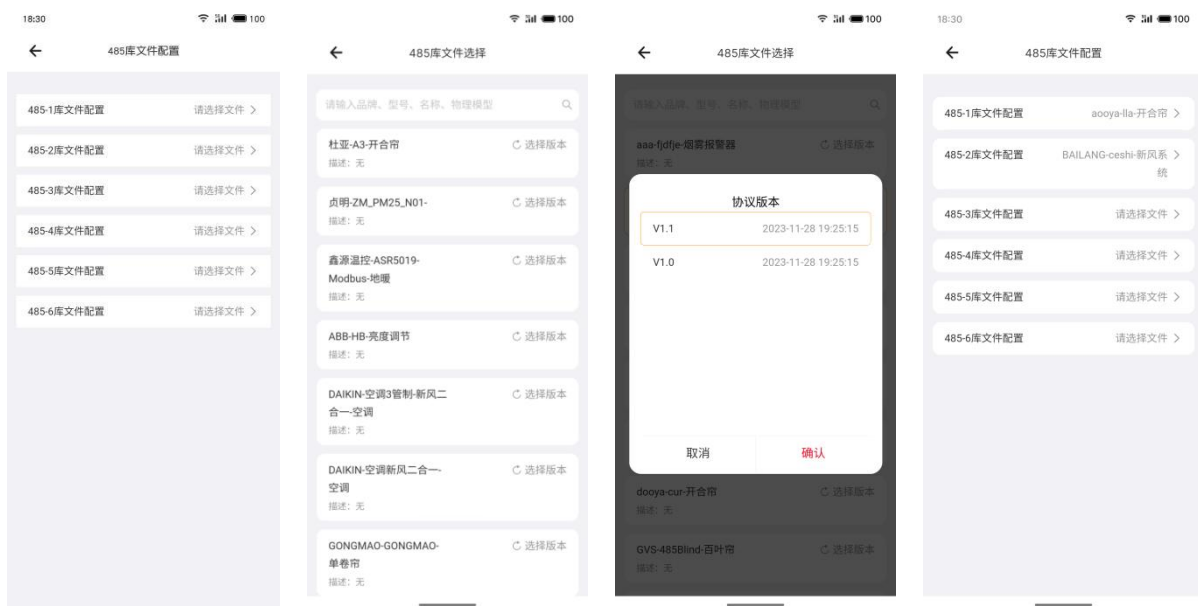 18:30
100
485库文件配置
485-1库文件配置 请选择文件
485-2库文件配置 请选择文件
485-3库文件配置 请选择文件
485-4库文件配置 请选择文件
485-5库文件配置 请选择文件
485-6库文件配置 请选择文件
100
485库文件选择
请输入品牌、型号、名称、物理模型
杜亚-A3-开合帘 选择版本
描述：无
贞明-ZM_PM25_N01- 选择版本
描述：无
鑫源温控-ASR5019- 选择版本
Modbus-地暖
描述：无
ABB-HB-亮度调节 选择版本
描述：无
DAIKIN-空调3管制-新风二 选择版本
合一-空调
描述：无
DAIKIN-空调新风二合一- 选择版本
空调
描述：无
GONGMAO-GONGMAO- 选择版本
单卷帘
描述：无
100
485库文件选择
请输入品牌、型号、名称、物理模型
aaa-fjdfje-烟雾报警器 选择版本
描述：无
协议版本
V1.1 2023-11-28 19:25:15
V1.0 2023-11-28 19:25:15
取消 确认
dooya-cur-开合帘 选择版本
描述：无
GVS-485Blind-百叶帘 选择版本
描述：无
18:30
100
485库文件配置
485-1库文件配置 aooya-lla-开合帘
485-2库文件配置 BAILANG-ceshi-新风系
统
485-3库文件配置 请选择文件
485-4库文件配置 请选择文件
485-5库文件配置 请选择文件
485-6库文件配置 请选择文件